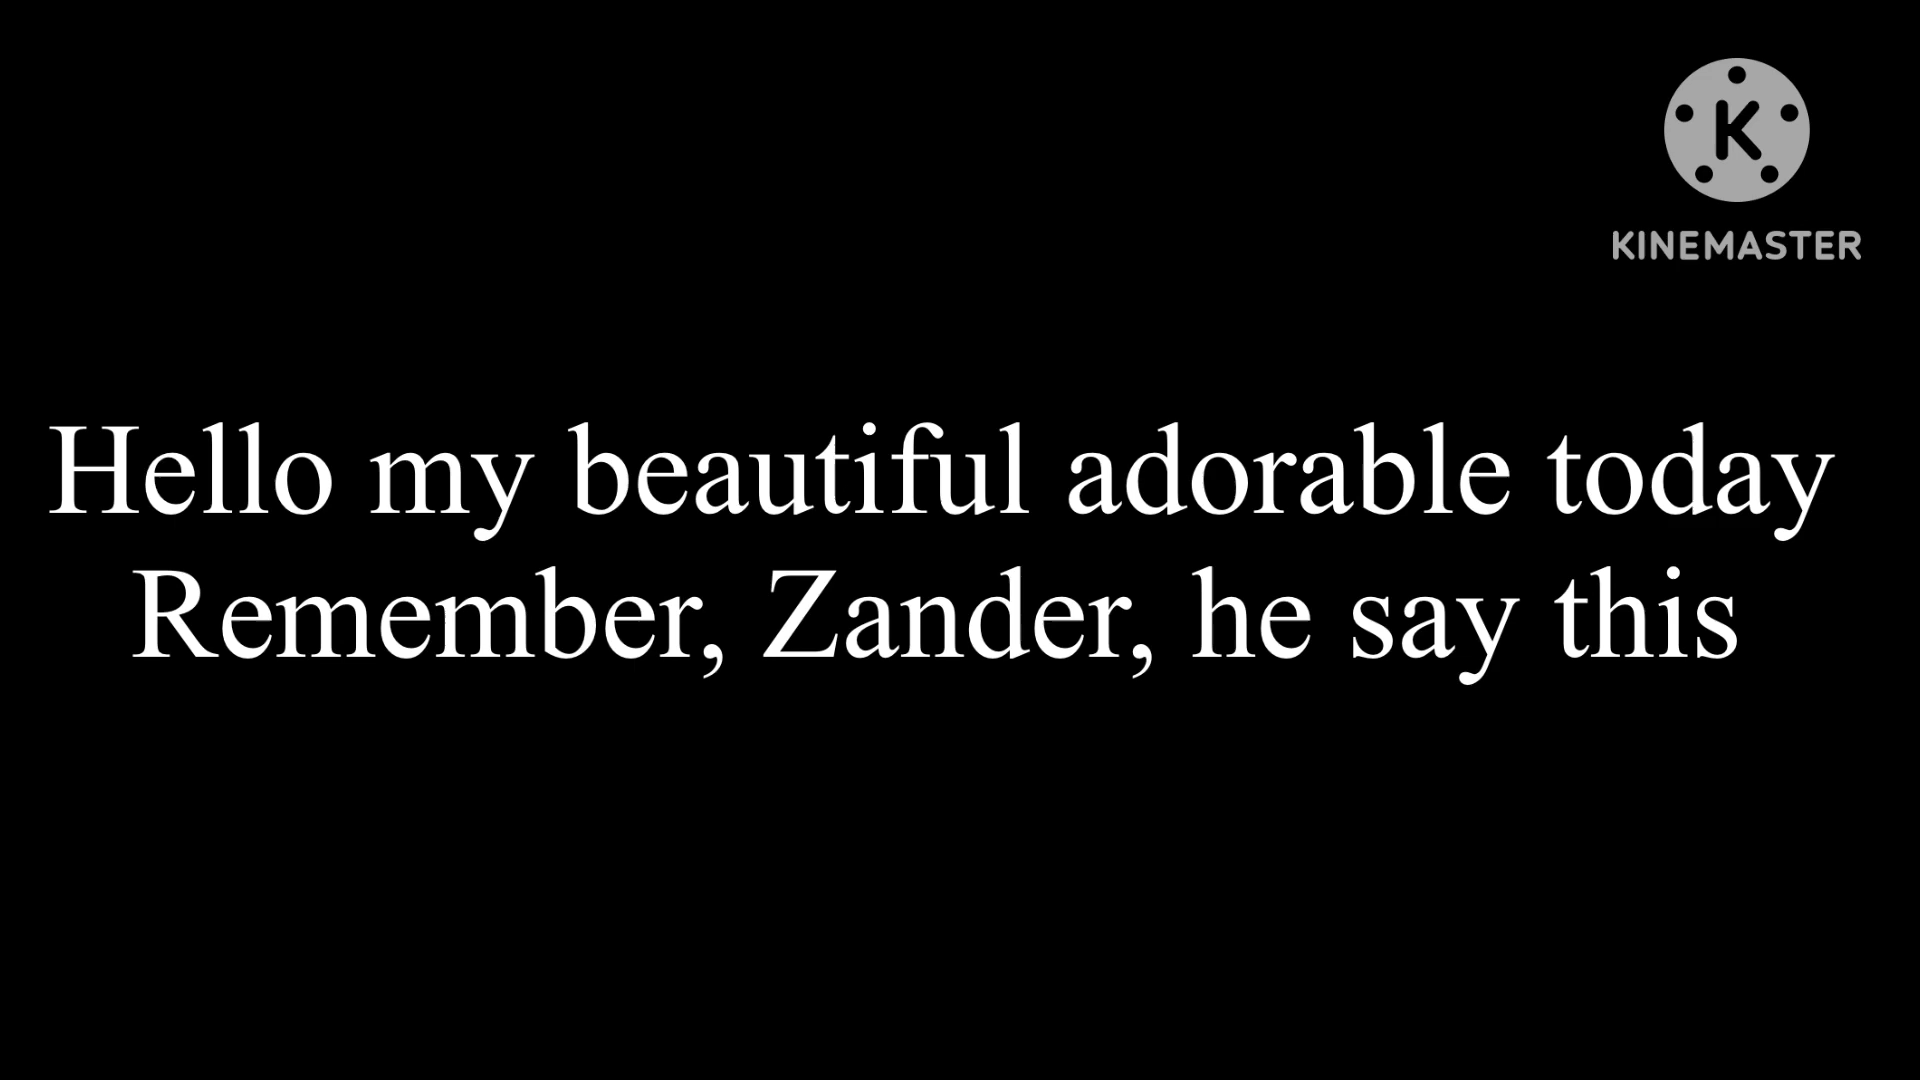 K
KINEMASTER
Hello my beautiful adorable today
Remember, Zander, he say this